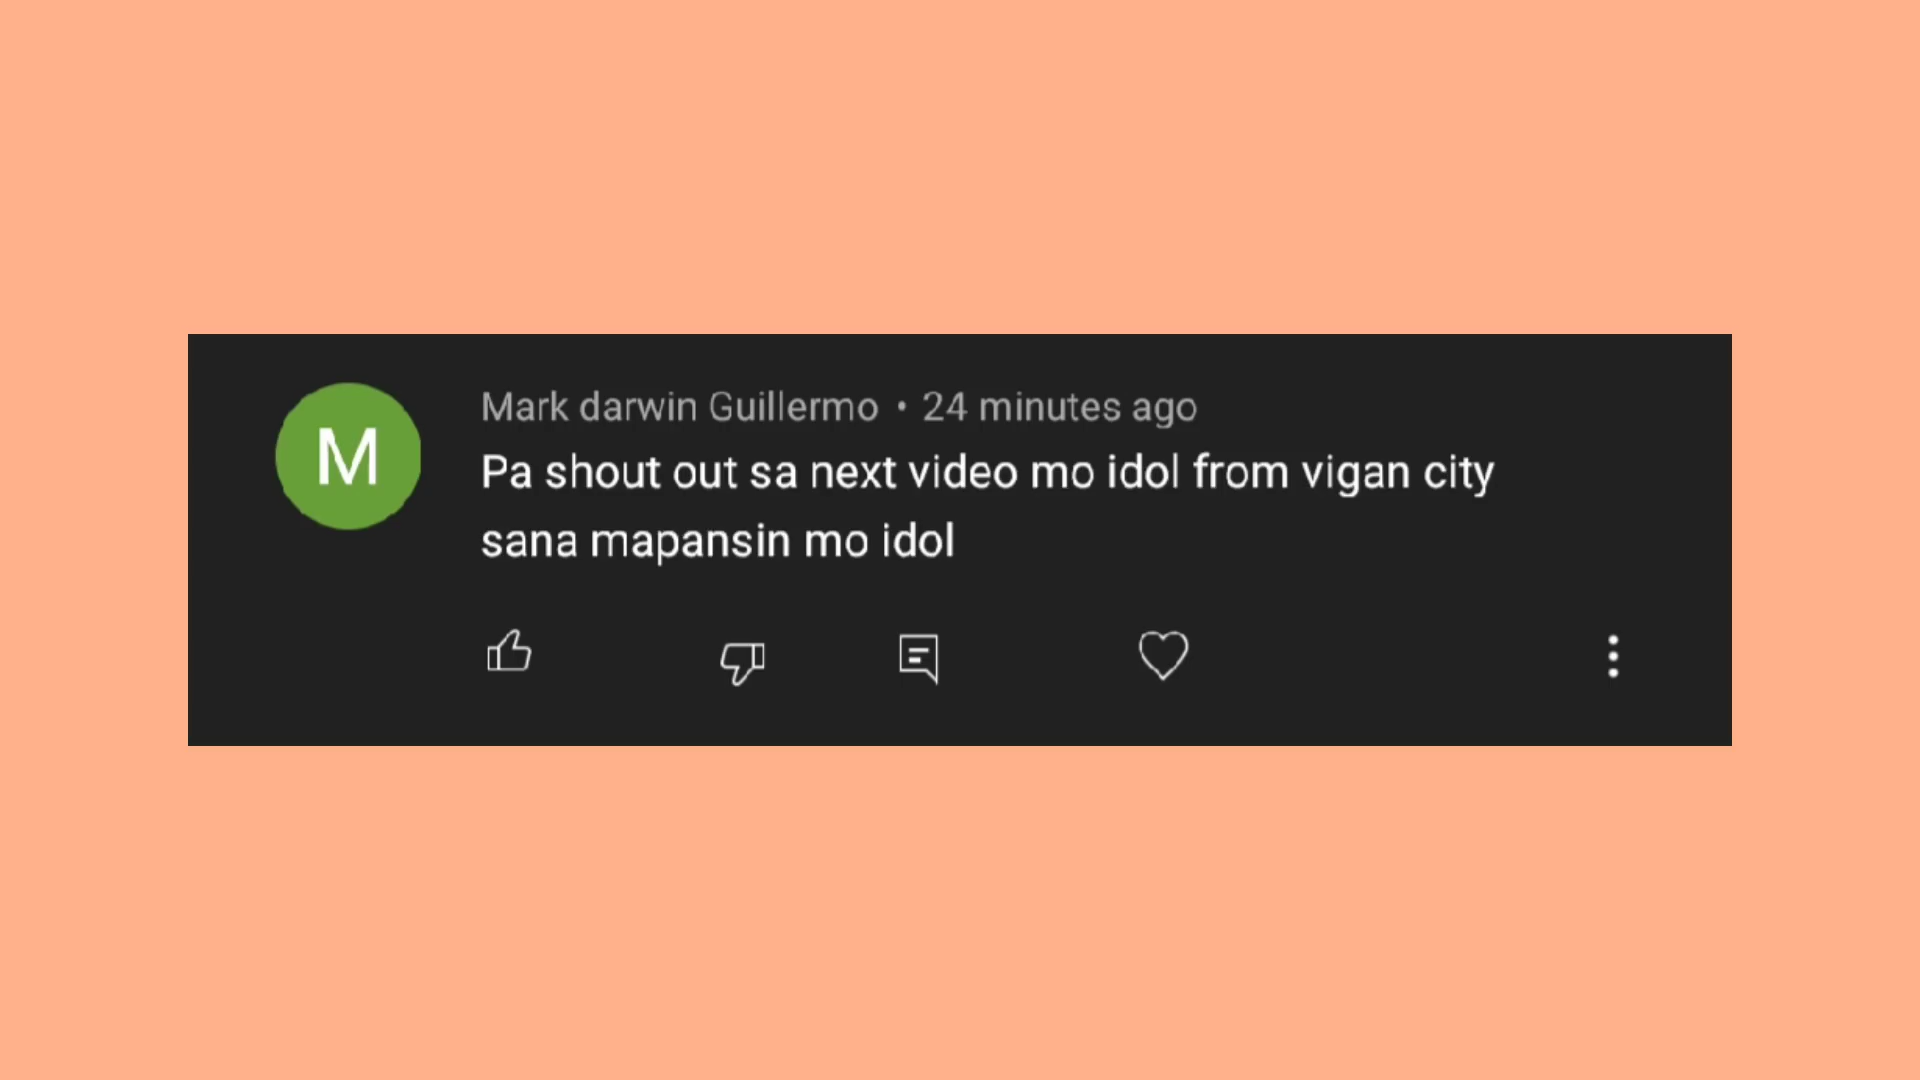 M
Mark darwin Guillermo • 24 minutes ago
Pa shout out sa next video mo idol from vigan city
sana mapansin mo idol